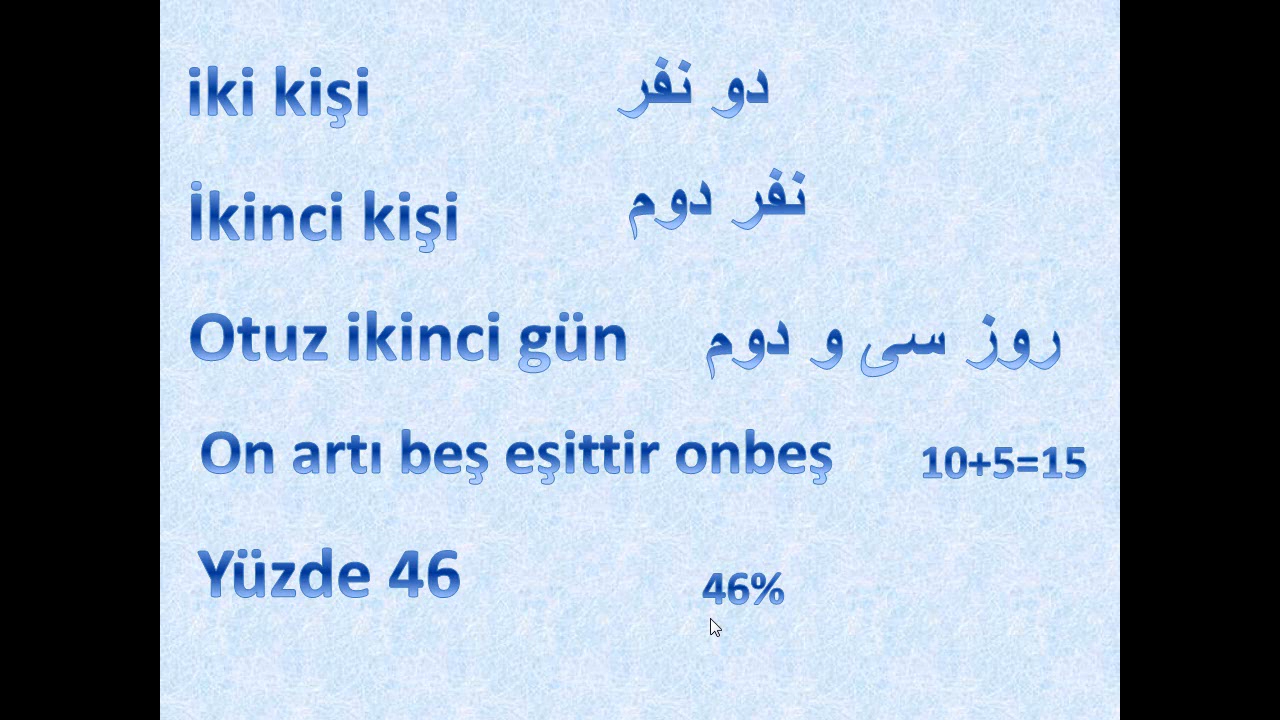 iki kişi دو نفر
İkinci kişi نفر دوم
Otuz ikinci gün روز سی و دوم
On artı beş eşittir onbeş 10+5=15
Yüzde 46 46%